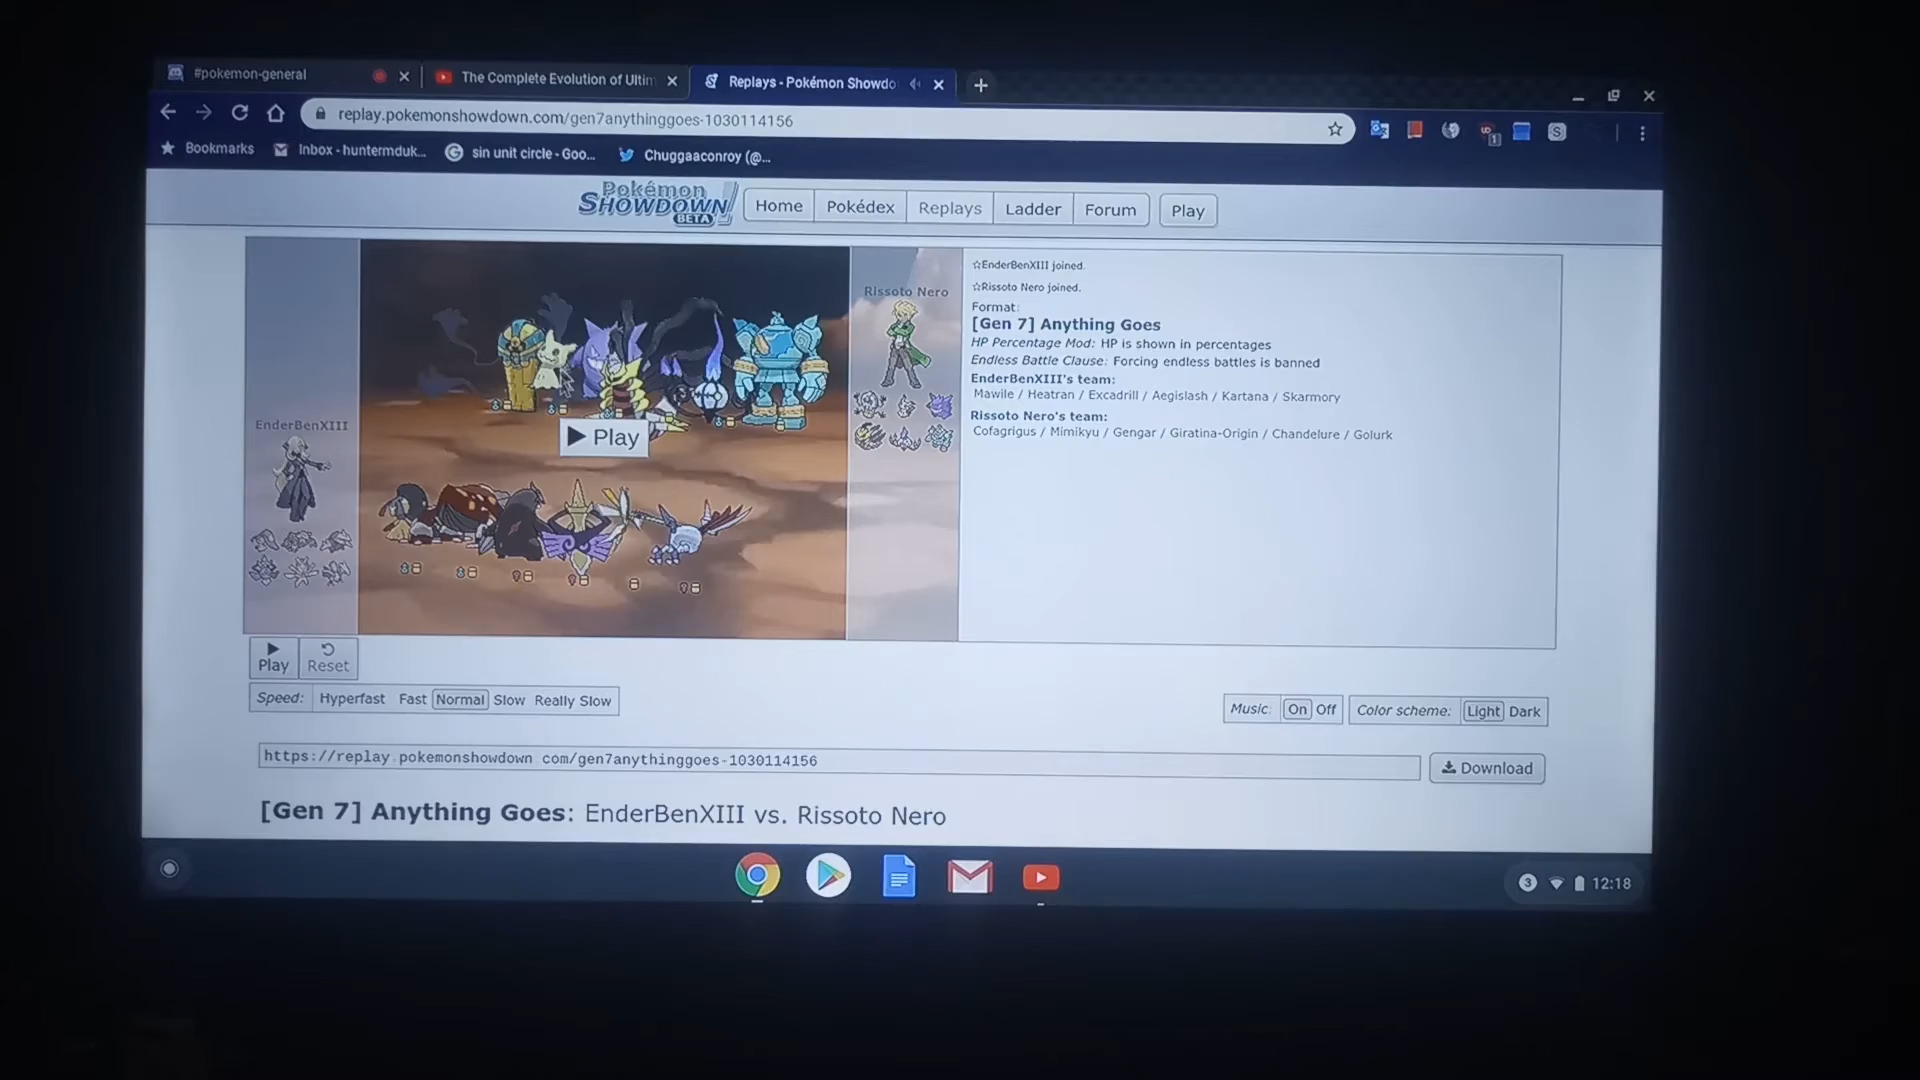 #pokemon-general
The Complete Evolution of Ultim
Replays - Pokémon Showdo
replay.pokemonshowdown.com/gen7anythinggoes-1030114156
Bookmarks
Inbox - huntermduk...
sin unit circle - Goo...
Chuggaaconroy (@...
Pokémon
SHOWDOWN
BETA
Home
Pokédex
Replays
Ladder
Forum
Play
EnderBenXIII
Play
Rissoto Nero
☆EnderBenXIII joined.
☆Rissoto Nero joined.
Format:
[Gen 7] Anything Goes
HP Percentage Mod: HP is shown in percentages
Endless Battle Clause: Forcing endless battles is banned
EnderBenXIII's team:
Mawile / Heatran / Excadrill / Aegislash / Kartana / Skarmory
Rissoto Nero's team:
Cofagrigus / Mimikyu / Gengar / Giratina-Origin / Chandelure / Golurk
Play
Reset
Speed: Hyperfast Fast Normal Slow Really Slow
Music: On Off
Color scheme: Light Dark
https://replay.pokemonshowdown.com/gen7anythinggoes-1030114156
Download
[Gen 7] Anything Goes: EnderBenXIII vs. Rissoto Nero
3
12:18